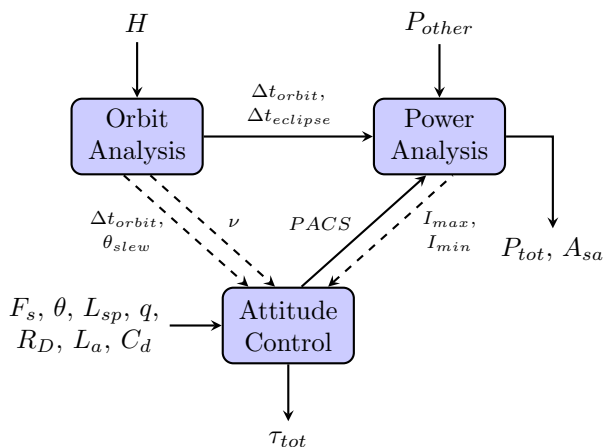 H
P_other
Orbit
Analysis
Δt_orbit,
Δt_eclipse
Power
Analysis
Δt_orbit,
θ_slew
ν
PACS
I_max,
I_min
P_tot, A_sa
F_s, θ, L_sp, q,
R_D, L_a, C_d
Attitude
Control
τ_tot